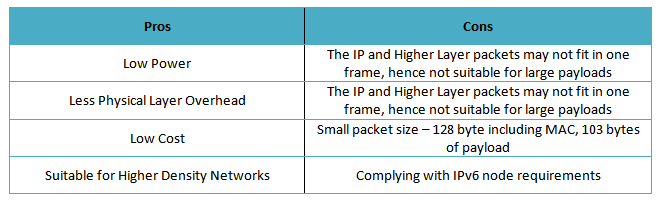 Pros
Cons
Low Power
The IP and Higher Layer packets may not fit in one
frame, hence not suitable for large payloads
Less Physical Layer Overhead
The IP and Higher Layer packets may not fit in one
frame, hence not suitable for large payloads
Low Cost
Small packet size – 128 byte including MAC, 103 bytes
of payload
Suitable for Higher Density Networks
Complying with IPv6 node requirements